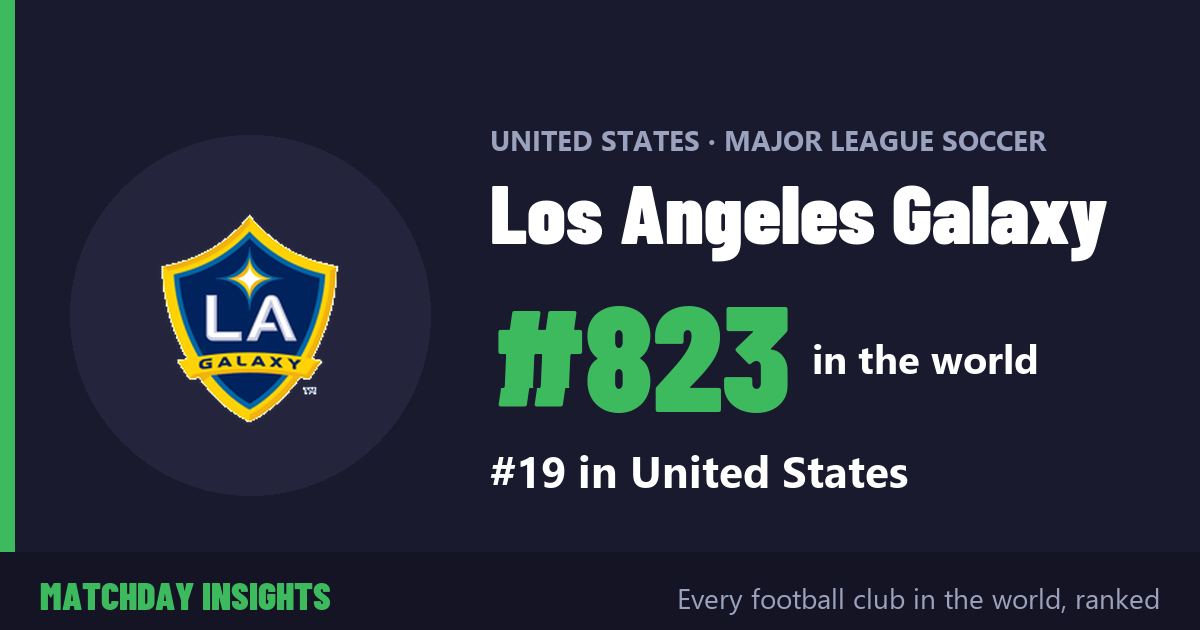 UNITED STATES · MAJOR LEAGUE SOCCER
Los Angeles Galaxy
LA
GALAXY
TM
#823 in the world
#19 in United States
MATCHDAY INSIGHTS
Every football club in the world, ranked